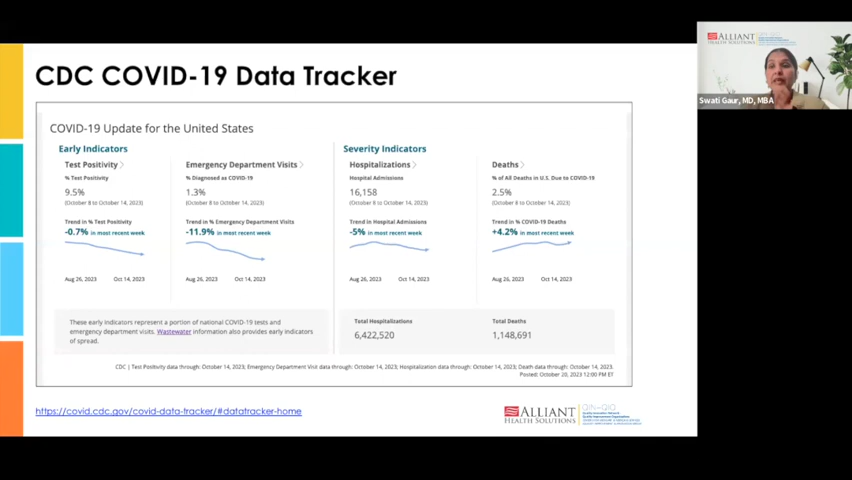 CDC COVID-19 Data Tracker
COVID-19 Update for the United States
Early Indicators
Test Positivity >
% Test Positivity
9.5%
(October 8 to October 14, 2023)
Trend in % Test Positivity
-0.7% in most recent week
Aug 26, 2023 Oct 14, 2023
Emergency Department Visits >
% Diagnosed as COVID-19
1.3%
(October 8 to October 14, 2023)
Trend in % Emergency Department Visits
-11.9% in most recent week
Aug 26, 2023 Oct 14, 2023
These early indicators represent a portion of national COVID-19 tests and
emergency department visits. Wastewater information also provides early indicators
of spread.
Severity Indicators
Hospitalizations >
Hospital Admissions
16,158
(October 8 to October 14, 2023)
Trend in Hospital Admissions
-5% in most recent week
Aug 26, 2023 Oct 14, 2023
Deaths >
% of All Deaths in U.S. Due to COVID-19
2.5%
(October 8 to October 14, 2023)
Trend in % COVID-19 Deaths
+4.2% in most recent week
Aug 26, 2023 Oct 14, 2023
Total Hospitalizations
6,422,520
Total Deaths
1,148,691
CDC | Test Positivity data through: October 14, 2023; Emergency Department Visit data through: October 14, 2023; Hospitalization data through: October 14, 2023; Death data through: October 14, 2023.
Posted: October 20, 2023 12:00 PM ET
https://covid.cdc.gov/covid-data-tracker/#datatracker-home
ALLIANT
HEALTH SOLUTIONS
QIN-QIO
ALLIANT
HEALTH SOLUTIONS
Swati Gaur, MD, MBA